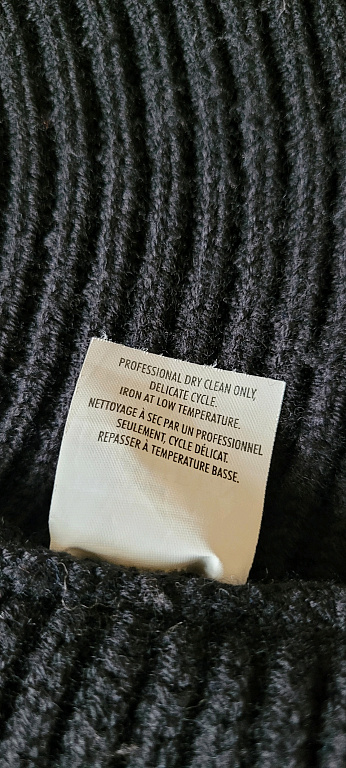 PROFESSIONAL DRY CLEAN ONLY,
DELICATE CYCLE.
IRON AT LOW TEMPERATURE.
NETTOYAGE À SEC PAR UN PROFESSIONNEL
SEULEMENT, CYCLE DÉLICAT.
REPASSER À TEMPERATURE BASSE.